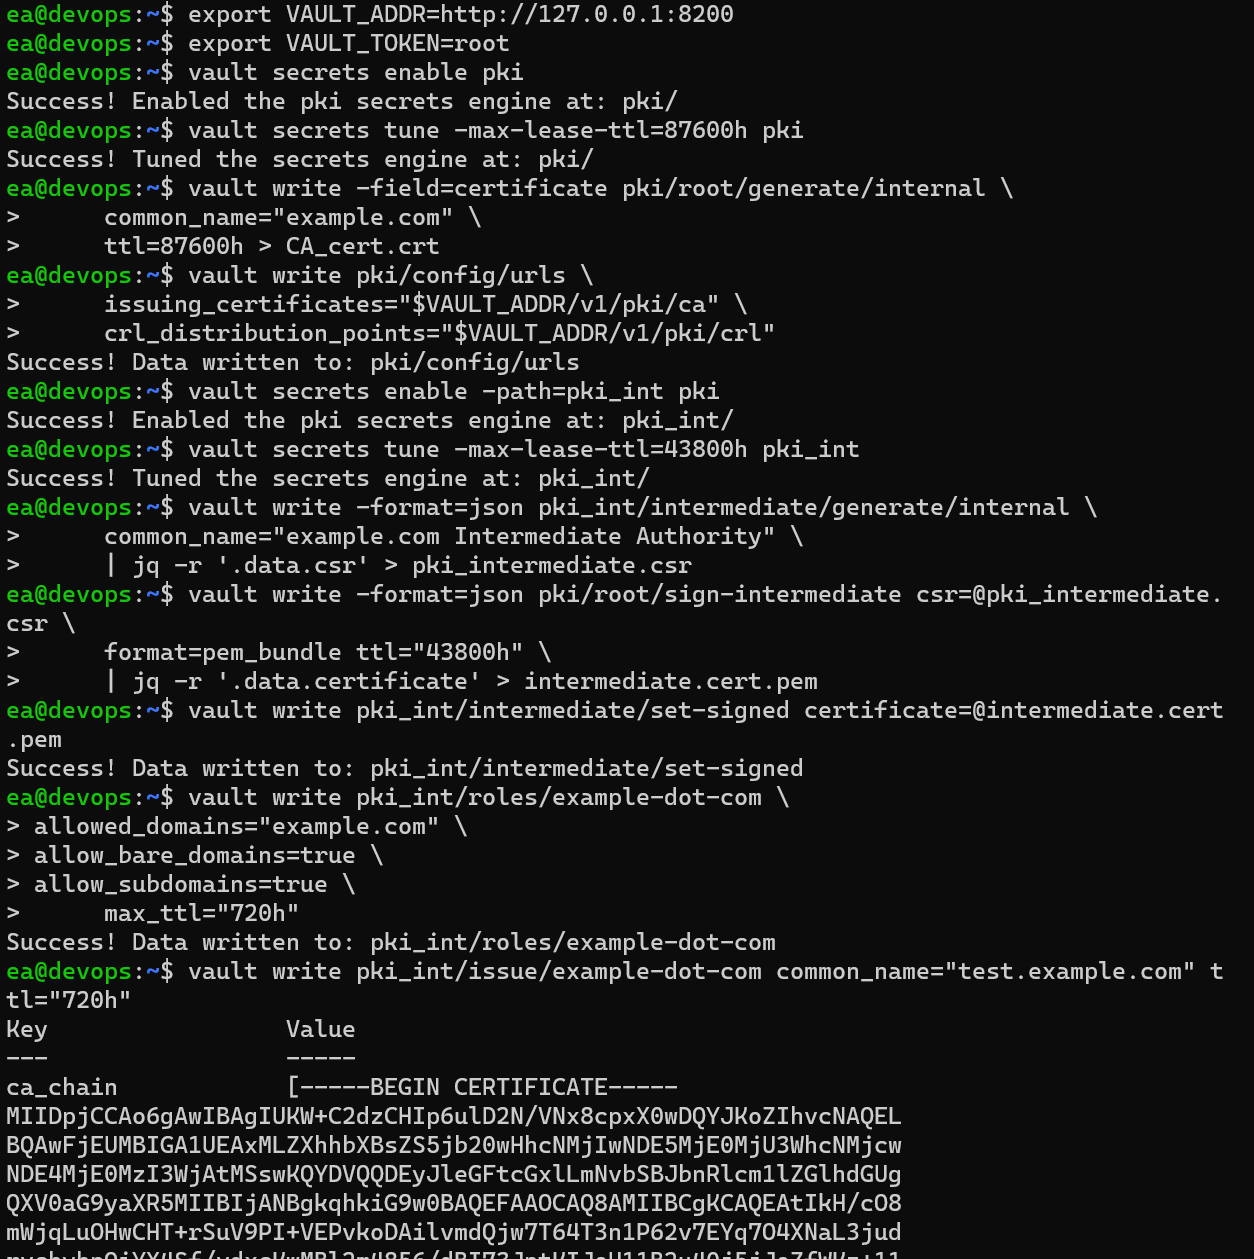 ea@devops:~$ export VAULT_ADDR=http://127.0.0.1:8200
ea@devops:~$ export VAULT_TOKEN=root
ea@devops:~$ vault secrets enable pki
Success! Enabled the pki secrets engine at: pki/
ea@devops:~$ vault secrets tune -max-lease-ttl=87600h pki
Success! Tuned the secrets engine at: pki/
ea@devops:~$ vault write -field=certificate pki/root/generate/internal \
>      common_name="example.com" \
>      ttl=87600h > CA_cert.crt
ea@devops:~$ vault write pki/config/urls \
>      issuing_certificates="$VAULT_ADDR/v1/pki/ca" \
>      crl_distribution_points="$VAULT_ADDR/v1/pki/crl"
Success! Data written to: pki/config/urls
ea@devops:~$ vault secrets enable -path=pki_int pki
Success! Enabled the pki secrets engine at: pki_int/
ea@devops:~$ vault secrets tune -max-lease-ttl=43800h pki_int
Success! Tuned the secrets engine at: pki_int/
ea@devops:~$ vault write -format=json pki_int/intermediate/generate/internal \
>      common_name="example.com Intermediate Authority" \
>      | jq -r '.data.csr' > pki_intermediate.csr
ea@devops:~$ vault write -format=json pki/root/sign-intermediate csr=@pki_intermediate.
csr \
>      format=pem_bundle ttl="43800h" \
>      | jq -r '.data.certificate' > intermediate.cert.pem
ea@devops:~$ vault write pki_int/intermediate/set-signed certificate=@intermediate.cert
.pem
Success! Data written to: pki_int/intermediate/set-signed
ea@devops:~$ vault write pki_int/roles/example-dot-com \
> allowed_domains="example.com" \
> allow_bare_domains=true \
> allow_subdomains=true \
>      max_ttl="720h"
Success! Data written to: pki_int/roles/example-dot-com
ea@devops:~$ vault write pki_int/issue/example-dot-com common_name="test.example.com" t
tl="720h"
Key                 Value
---                 -----
ca_chain            [-----BEGIN CERTIFICATE-----
MIIDpjCCAo6gAwIBAgIUKW+C2dzCHIp6ulD2N/VNx8cpxX0wDQYJKoZIhvcNAQEL
BQAwFjEUMBIGA1UEAxMLZXhhbXBsZS5jb20wHhcNMjIwNDE5MjE0MjU3WhcNMjcw
NDE4MjE0MzI3WjAtMSswKQYDVQQDEyJleGFtcGxlLmNvbSBJbnRlcm1lZGlhdGUg
QXV0aG9yaXR5MIIBIjANBgkqhkiG9w0BAQEFAAOCAQ8AMIIBCgKCAQEAtIkH/cO8
mWjqLuOHwCHT+rSuV9PI+VEPvkoDAilvmdQjw7T64T3n1P62v7EYq7O4XNaL3jud